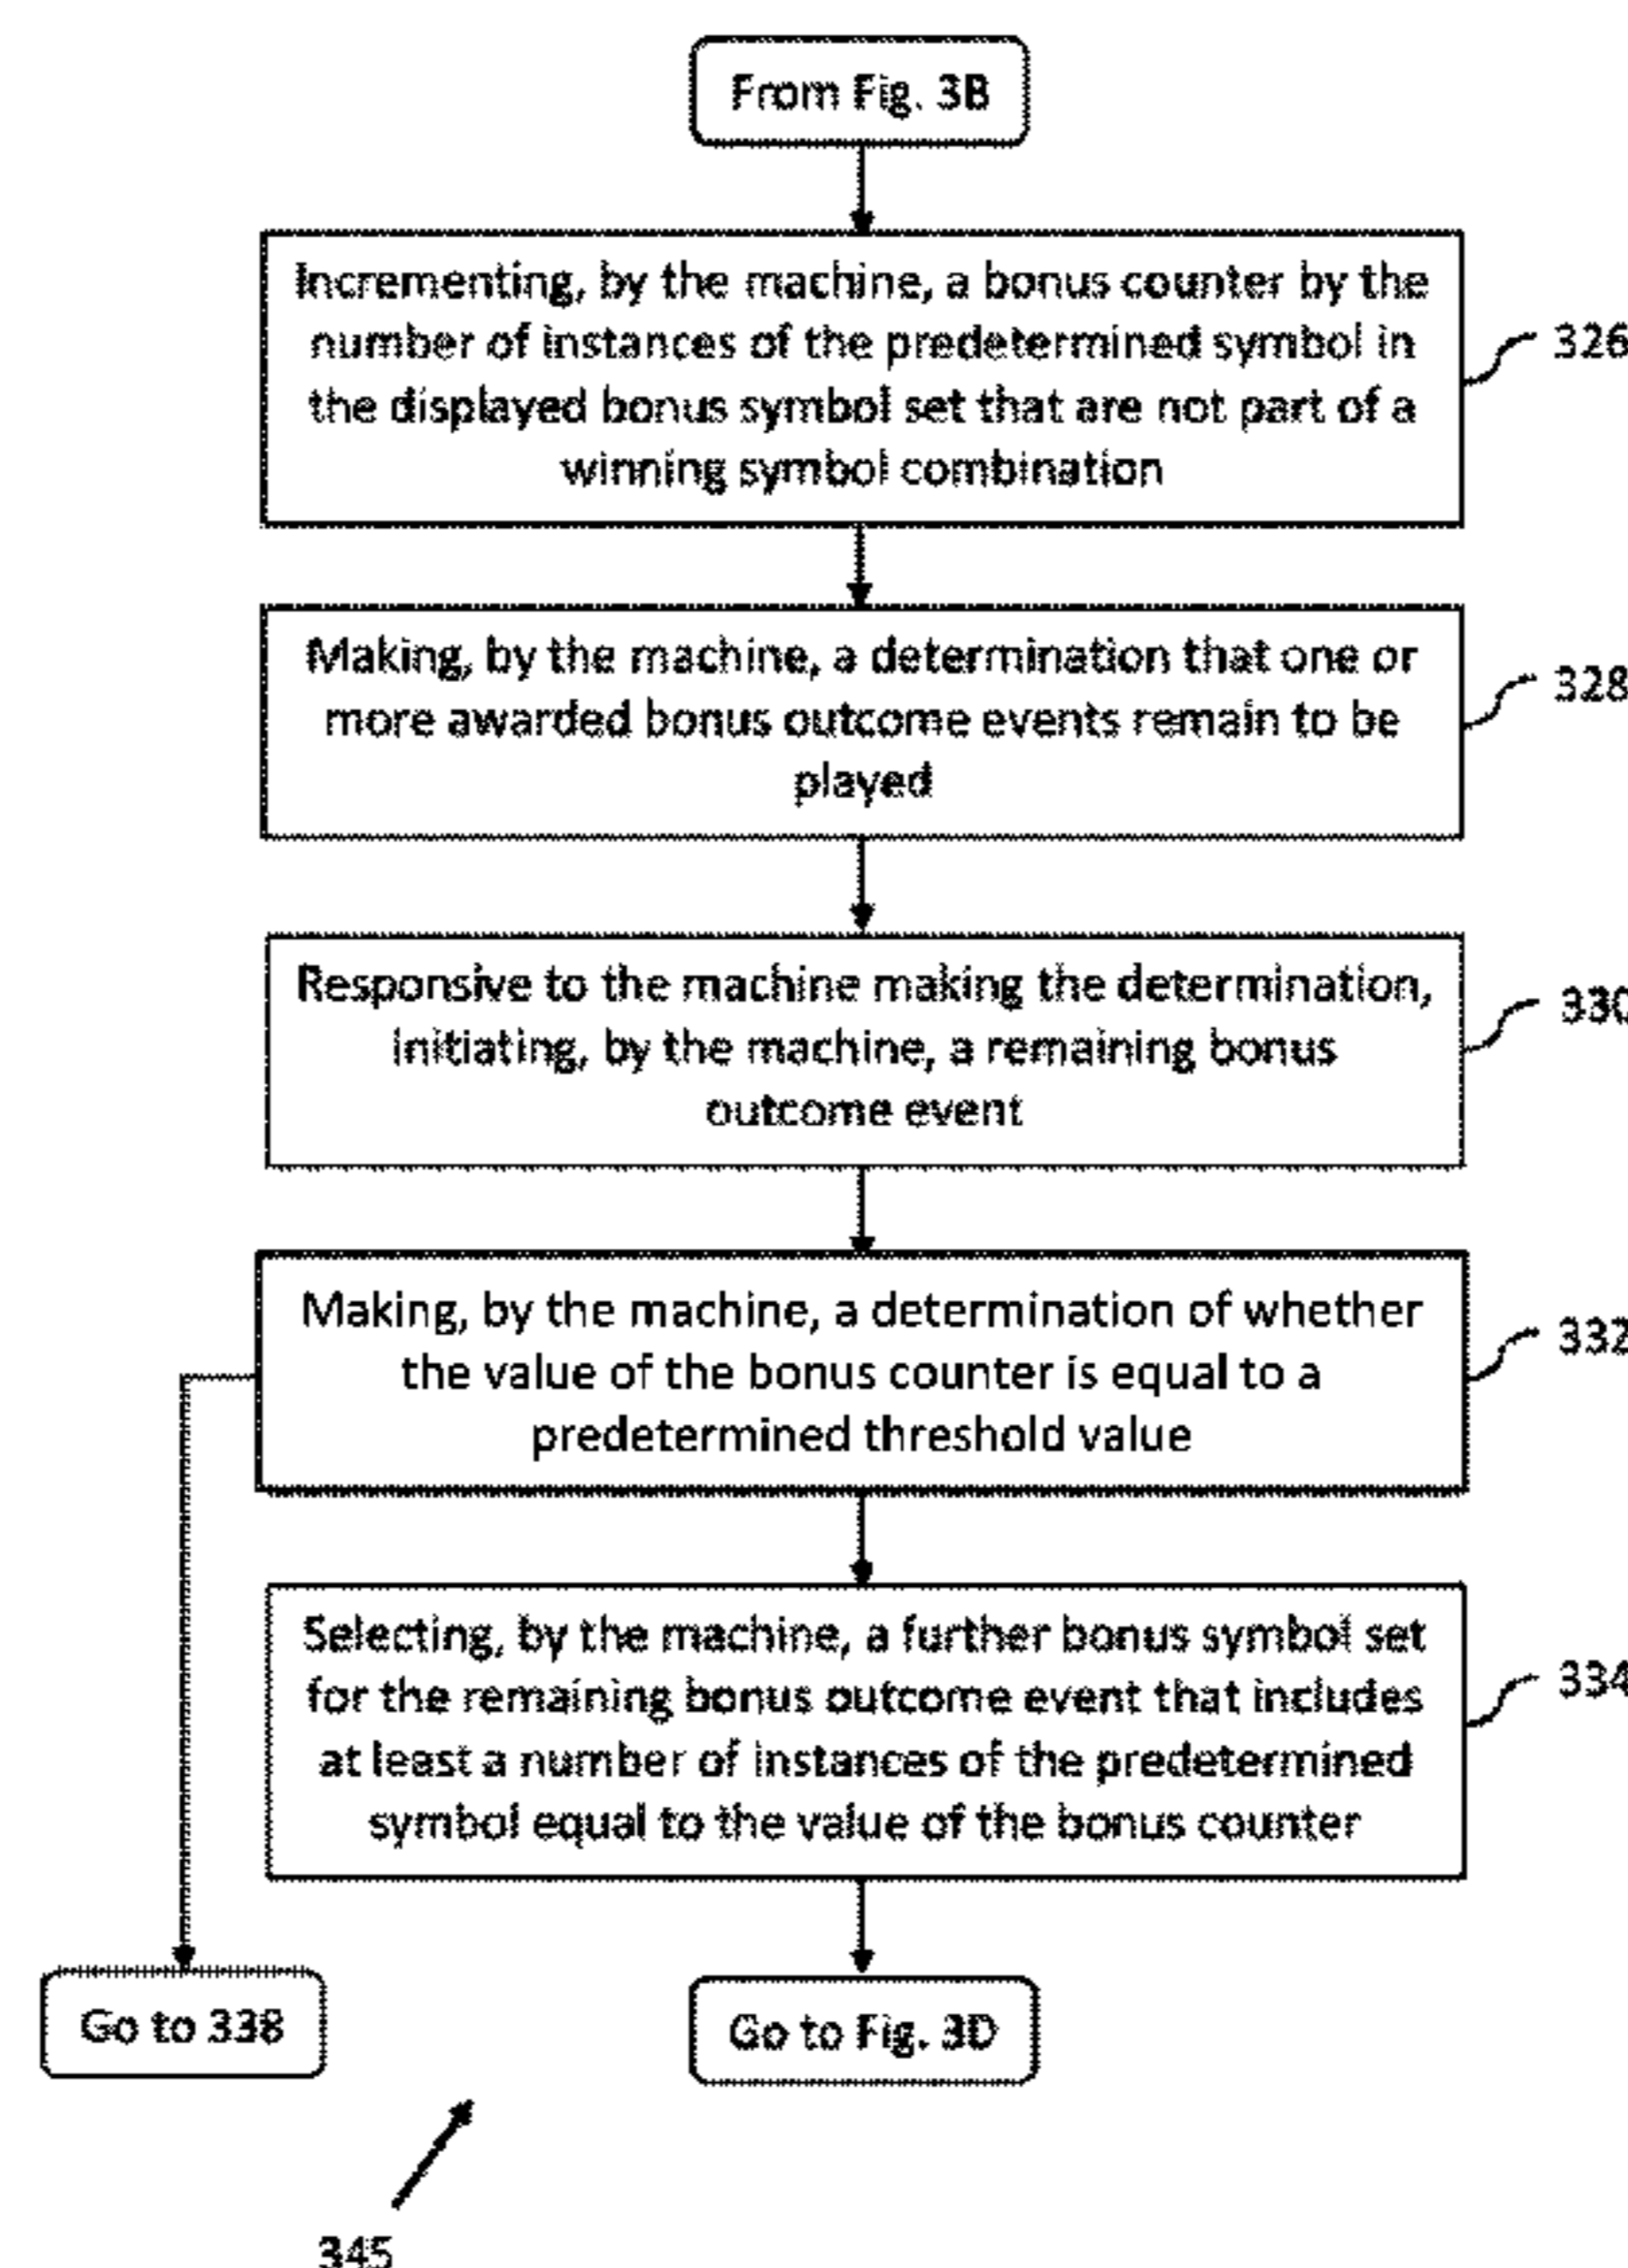 From Fig. 3B
Incrementing, by the machine, a bonus counter by the
number of instances of the predetermined symbol in
the displayed bonus symbol set that are not part of a
winning symbol combination
326
Making, by the machine, a determination that one or
more awarded bonus outcome events remain to be
played
328
Responsive to the machine making the determination,
initiating, by the machine, a remaining bonus
outcome event
330
Making, by the machine, a determination of whether
the value of the bonus counter is equal to a
predetermined threshold value
332
Selecting, by the machine, a further bonus symbol set
for the remaining bonus outcome event that includes
at least a number of instances of the predetermined
symbol equal to the value of the bonus counter
334
Go to 338
Go to Fig. 3D
345